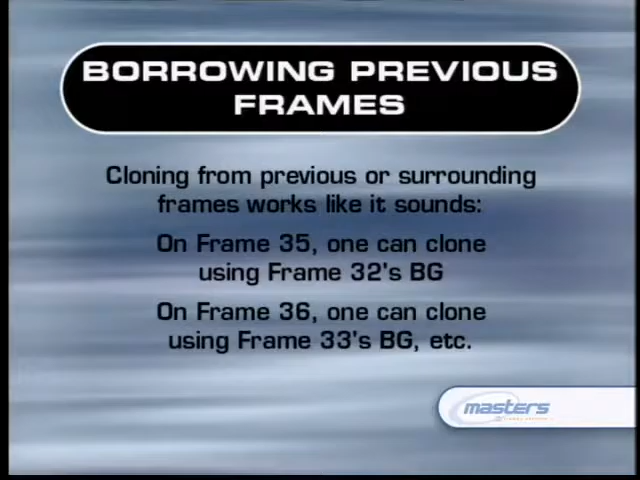 BORROWING PREVIOUS
FRAMES
Cloning from previous or surrounding
frames works like it sounds:
On Frame 35, one can clone
using Frame 32's BG
On Frame 36, one can clone
using Frame 33's BG, etc.
masters